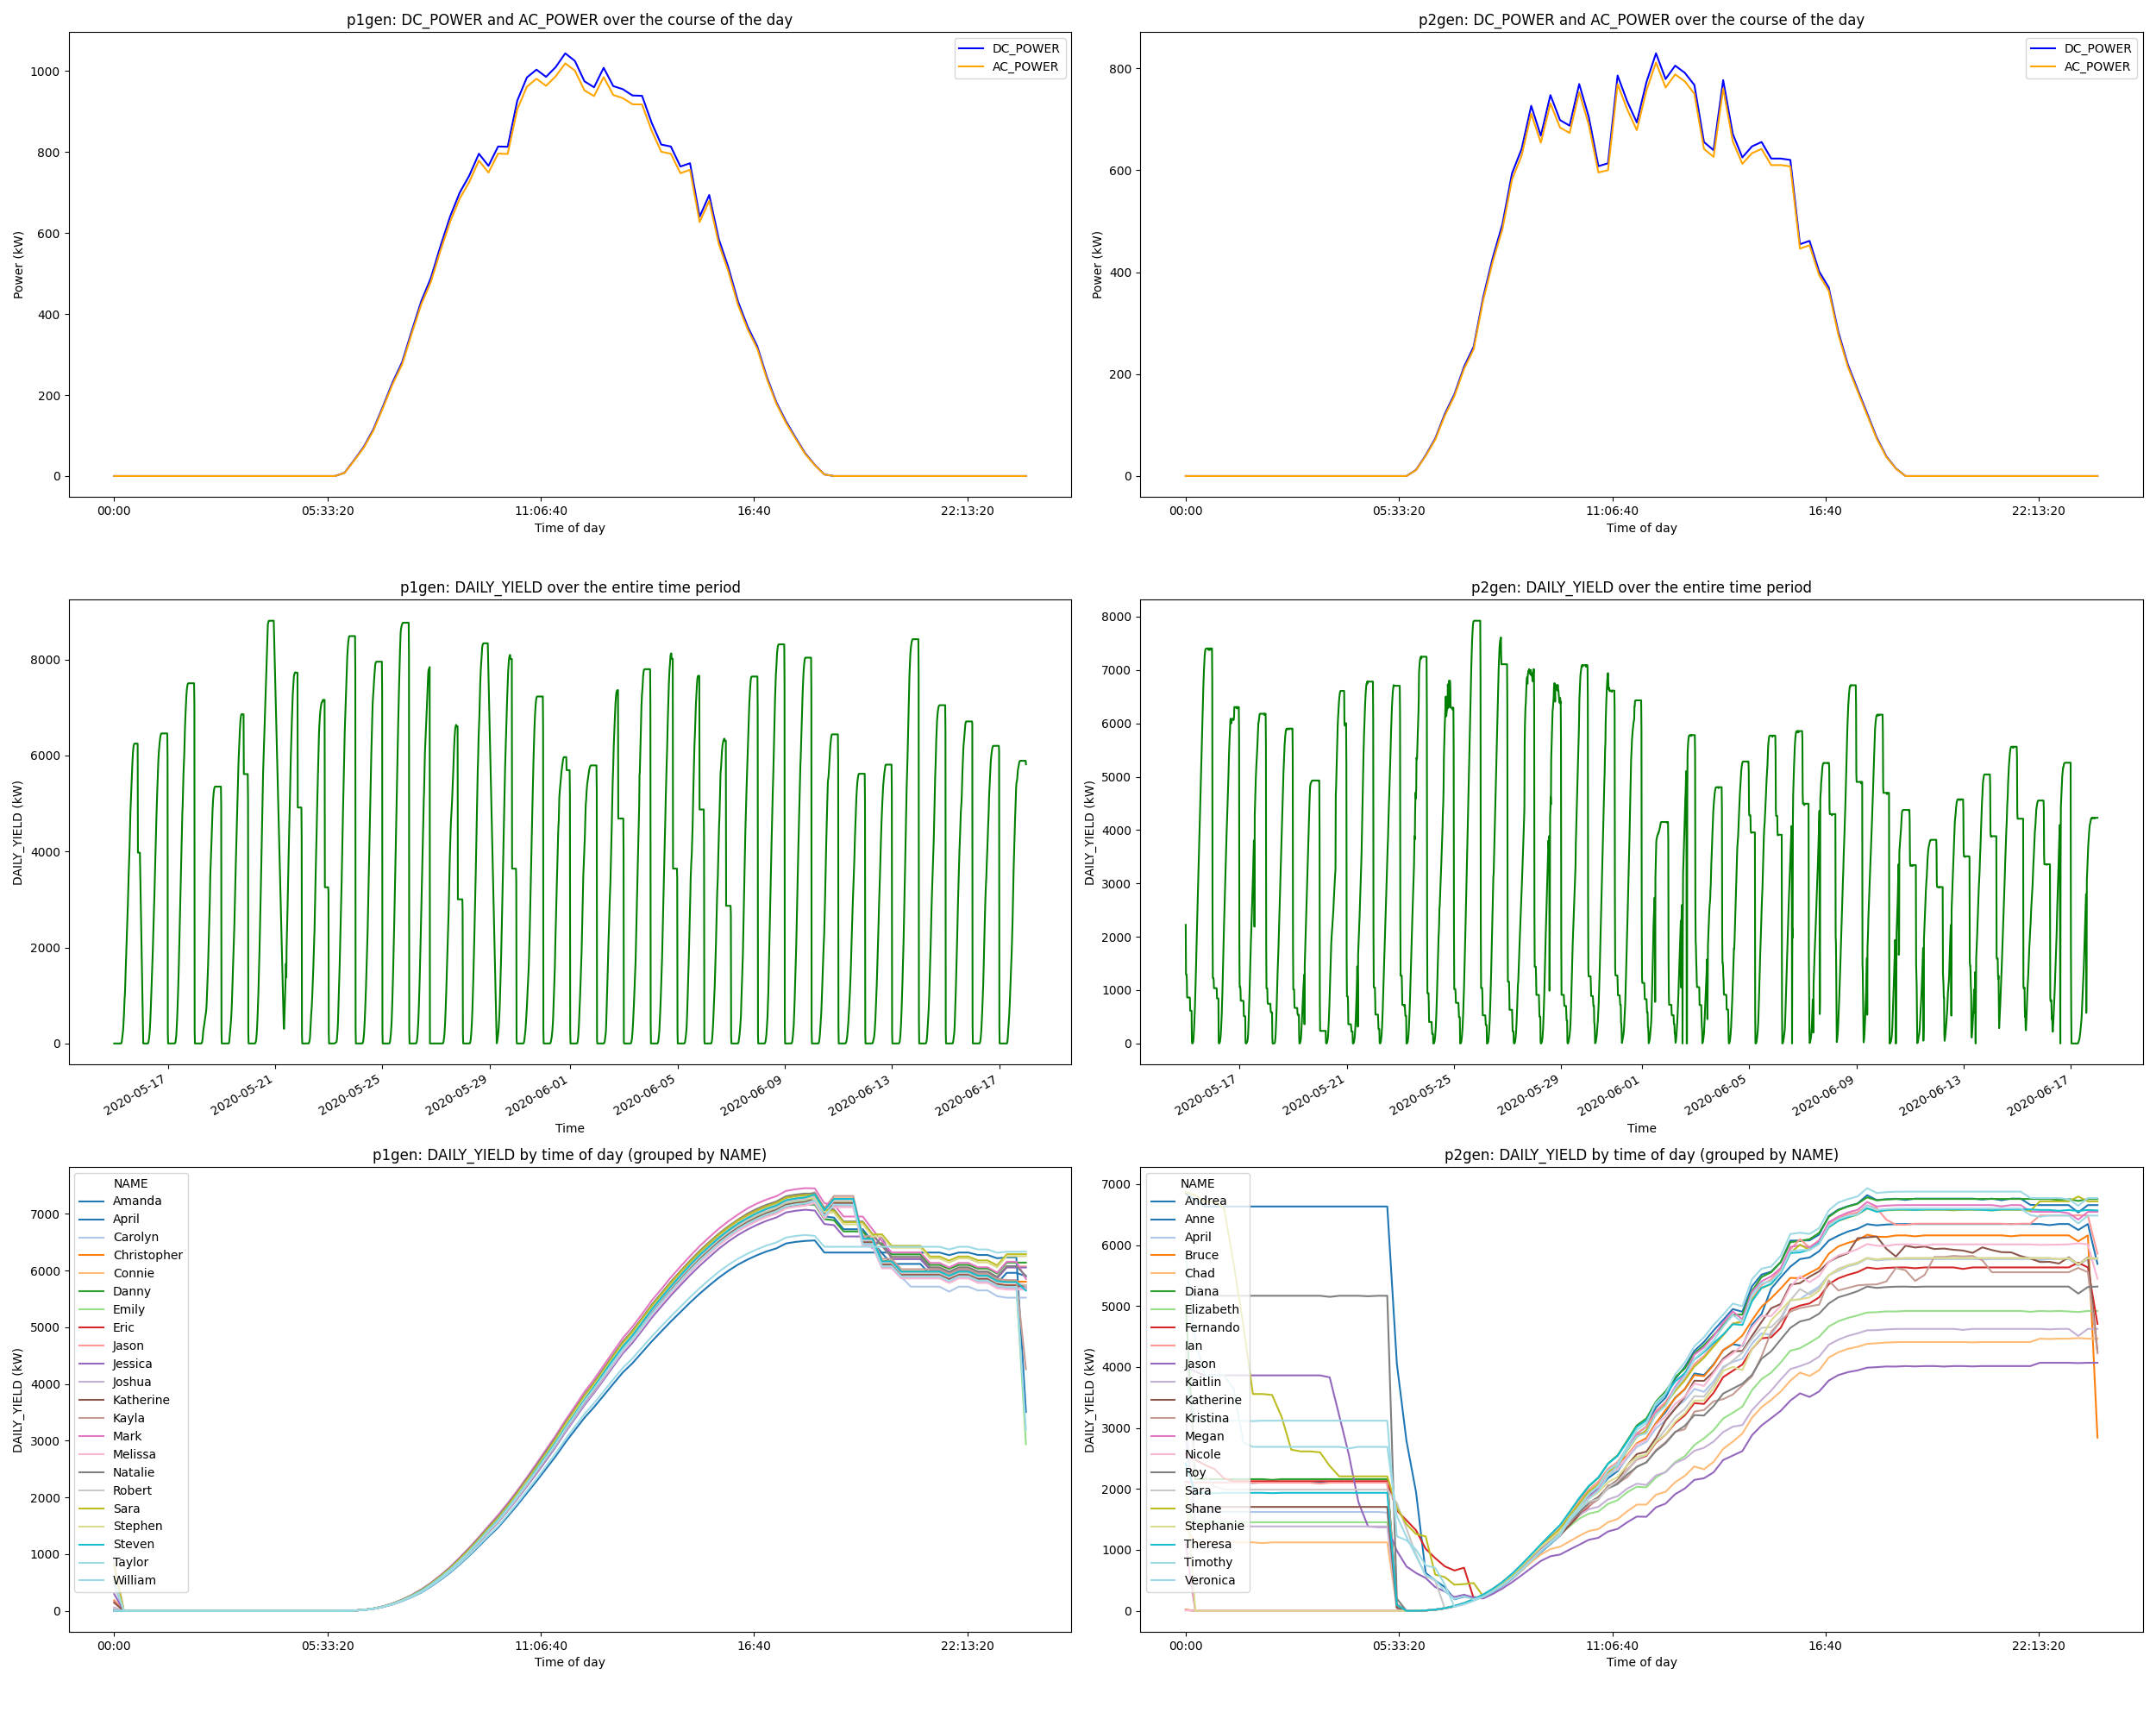 p1gen: DC_POWER and AC_POWER over the course of the day
DC_POWER
AC_POWER
Power (kW)
1000
800
600
400
200
0
00:00 05:33:20 11:06:40 16:40 22:13:20
Time of day
p2gen: DC_POWER and AC_POWER over the course of the day
DC_POWER
AC_POWER
Power (kW)
800
600
400
200
0
00:00 05:33:20 11:06:40 16:40 22:13:20
Time of day
p1gen: DAILY_YIELD over the entire time period
DAILY_YIELD (kW)
8000
6000
4000
2000
0
2020-05-17 2020-05-21 2020-05-25 2020-05-29 2020-06-01 2020-06-05 2020-06-09 2020-06-13 2020-06-17
Time
p2gen: DAILY_YIELD over the entire time period
DAILY_YIELD (kW)
8000
7000
6000
5000
4000
3000
2000
1000
0
2020-05-17 2020-05-21 2020-05-25 2020-05-29 2020-06-01 2020-06-05 2020-06-09 2020-06-13 2020-06-17
Time
p1gen: DAILY_YIELD by time of day (grouped by NAME)
NAME
Amanda
April
Carolyn
Christopher
Connie
Danny
Emily
Eric
Jason
Jessica
Joshua
Katherine
Kayla
Mark
Melissa
Natalie
Robert
Sara
Stephen
Steven
Taylor
William
DAILY_YIELD (kW)
7000
6000
5000
4000
3000
2000
1000
0
00:00 05:33:20 11:06:40 16:40 22:13:20
Time of day
p2gen: DAILY_YIELD by time of day (grouped by NAME)
NAME
Andrea
Anne
April
Bruce
Chad
Diana
Elizabeth
Fernando
Ian
Jason
Kaitlin
Katherine
Kristina
Megan
Nicole
Roy
Sara
Shane
Stephanie
Theresa
Timothy
Veronica
DAILY_YIELD (kW)
7000
6000
5000
4000
3000
2000
1000
0
00:00 05:33:20 11:06:40 16:40 22:13:20
Time of day